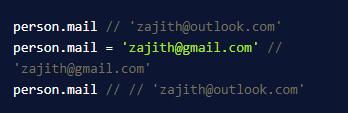 person.mail // 'zajith@outlook.com'
person.mail = 'zajith@gmail.com' //
'zajith@gmail.com'
person.mail // // 'zajith@outlook.com'